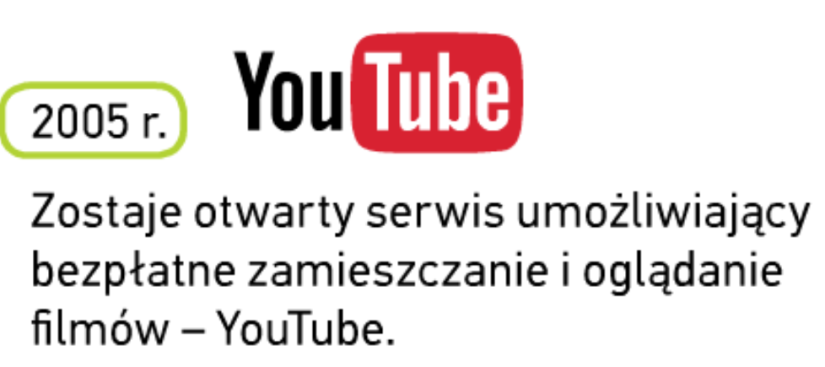 YouTube
2005 r.
Zostaje otwarty serwis umożliwiający
bezpłatne zamieszczanie i oglądanie
filmów – YouTube.